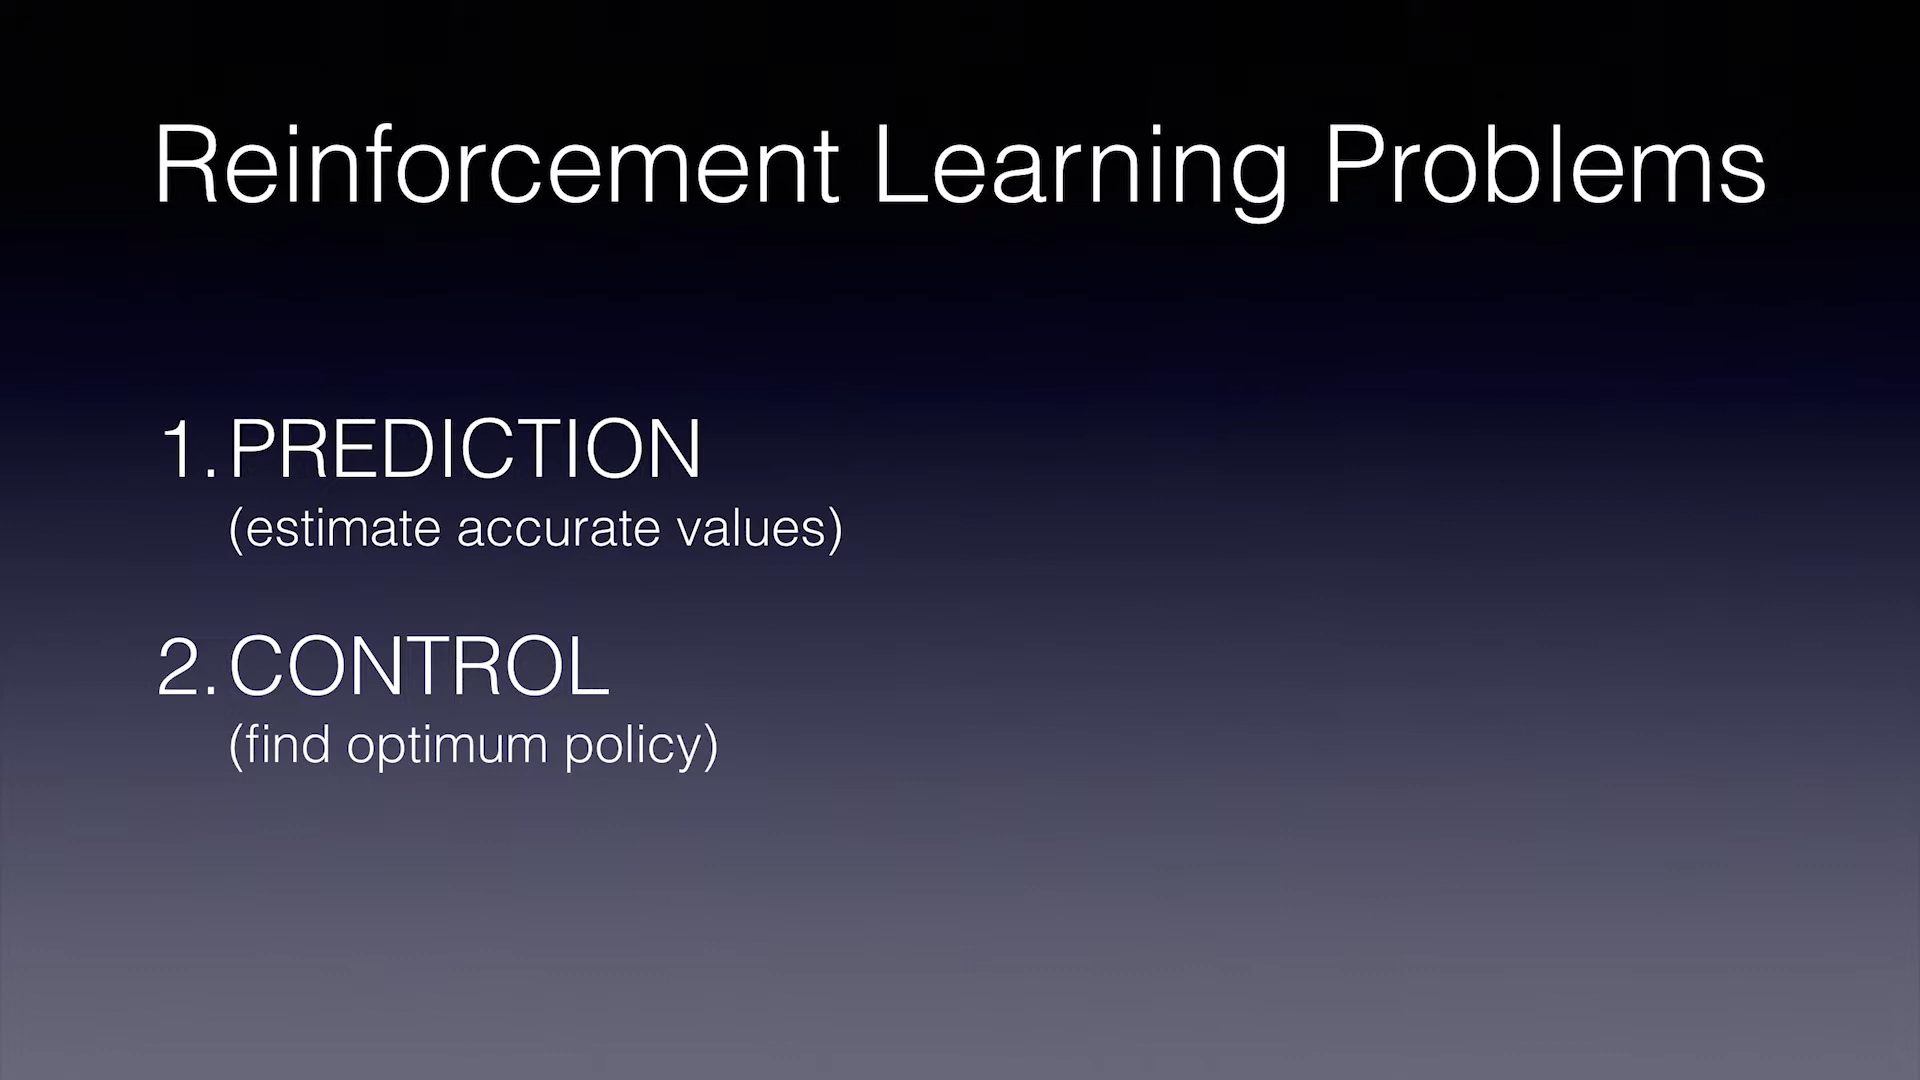 Reinforcement Learning Problems
1. PREDICTION
(estimate accurate values)
2. CONTROL
(find optimum policy)